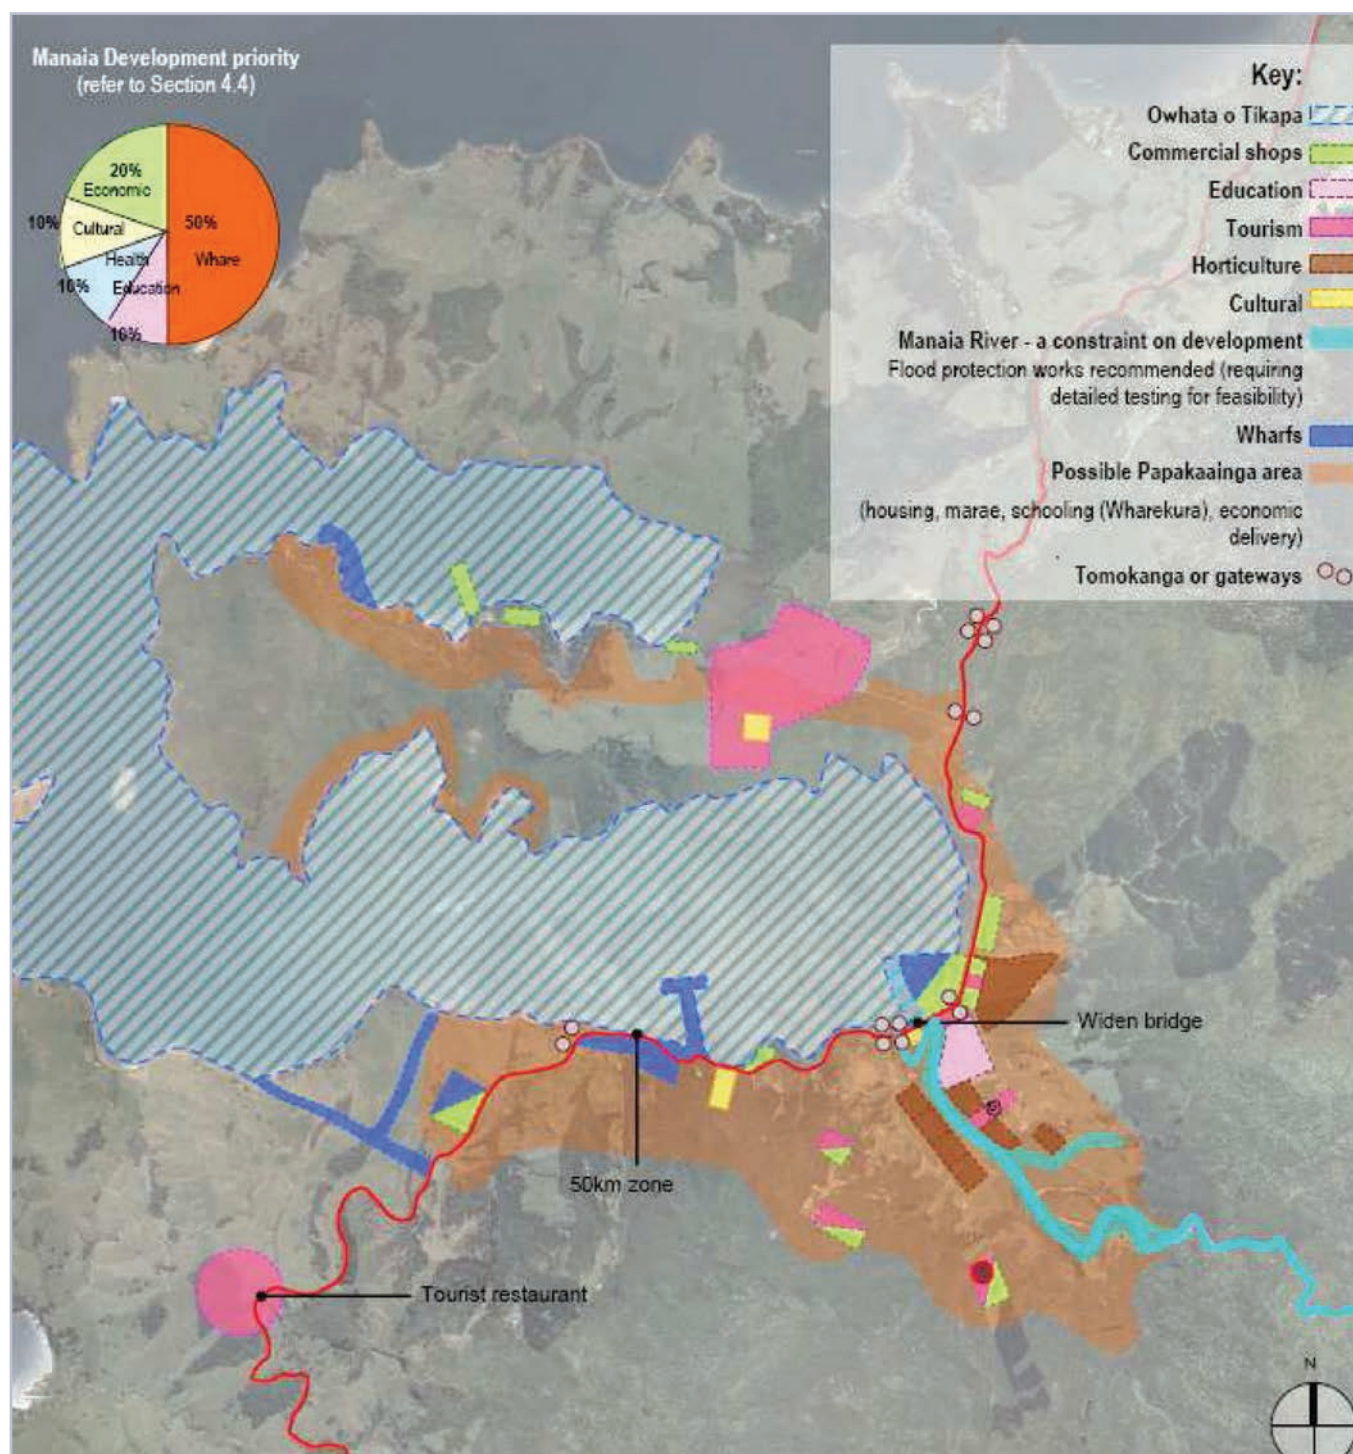 Manaia Development priority
(refer to Section 4.4)
20%
Economic
10%
Cultural
50%
Whare
Health
10%
Education
10%
Key:
Owhata o Tikapa
Commercial shops
Education
Tourism
Horticulture
Cultural
Manaia River - a constraint on development
Flood protection works recommended (requiring
detailed testing for feasibility)
Wharfs
Possible Papakaainga area
(housing, marae, schooling (Wharekura), economic
delivery)
Tomokanga or gateways
Widen bridge
50km zone
Tourist restaurant
N